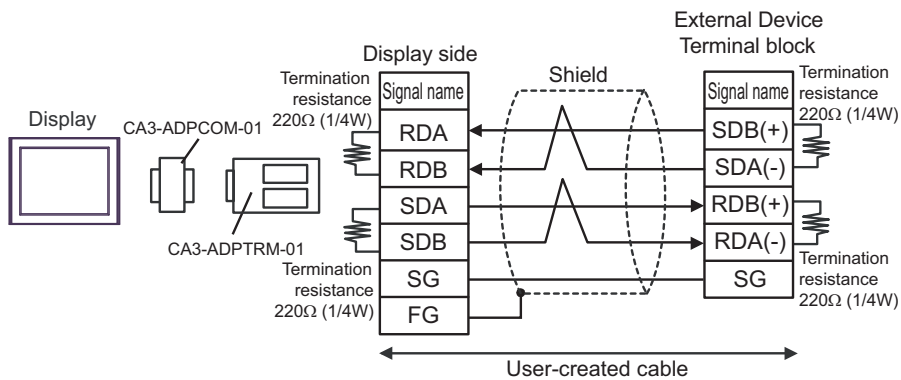 External Device
Terminal block
Display side
Shield
Termination
resistance
220Ω (1/4W)
Signal name
Signal name
Termination
resistance
220Ω (1/4W)
Display
CA3-ADPCOM-01
RDA
SDB(+)
RDB
SDA(-)
SDA
RDB(+)
SDB
RDA(-)
CA3-ADPTRM-01
Termination
resistance
220Ω (1/4W)
SG
SG
Termination
resistance
220Ω (1/4W)
FG
User-created cable